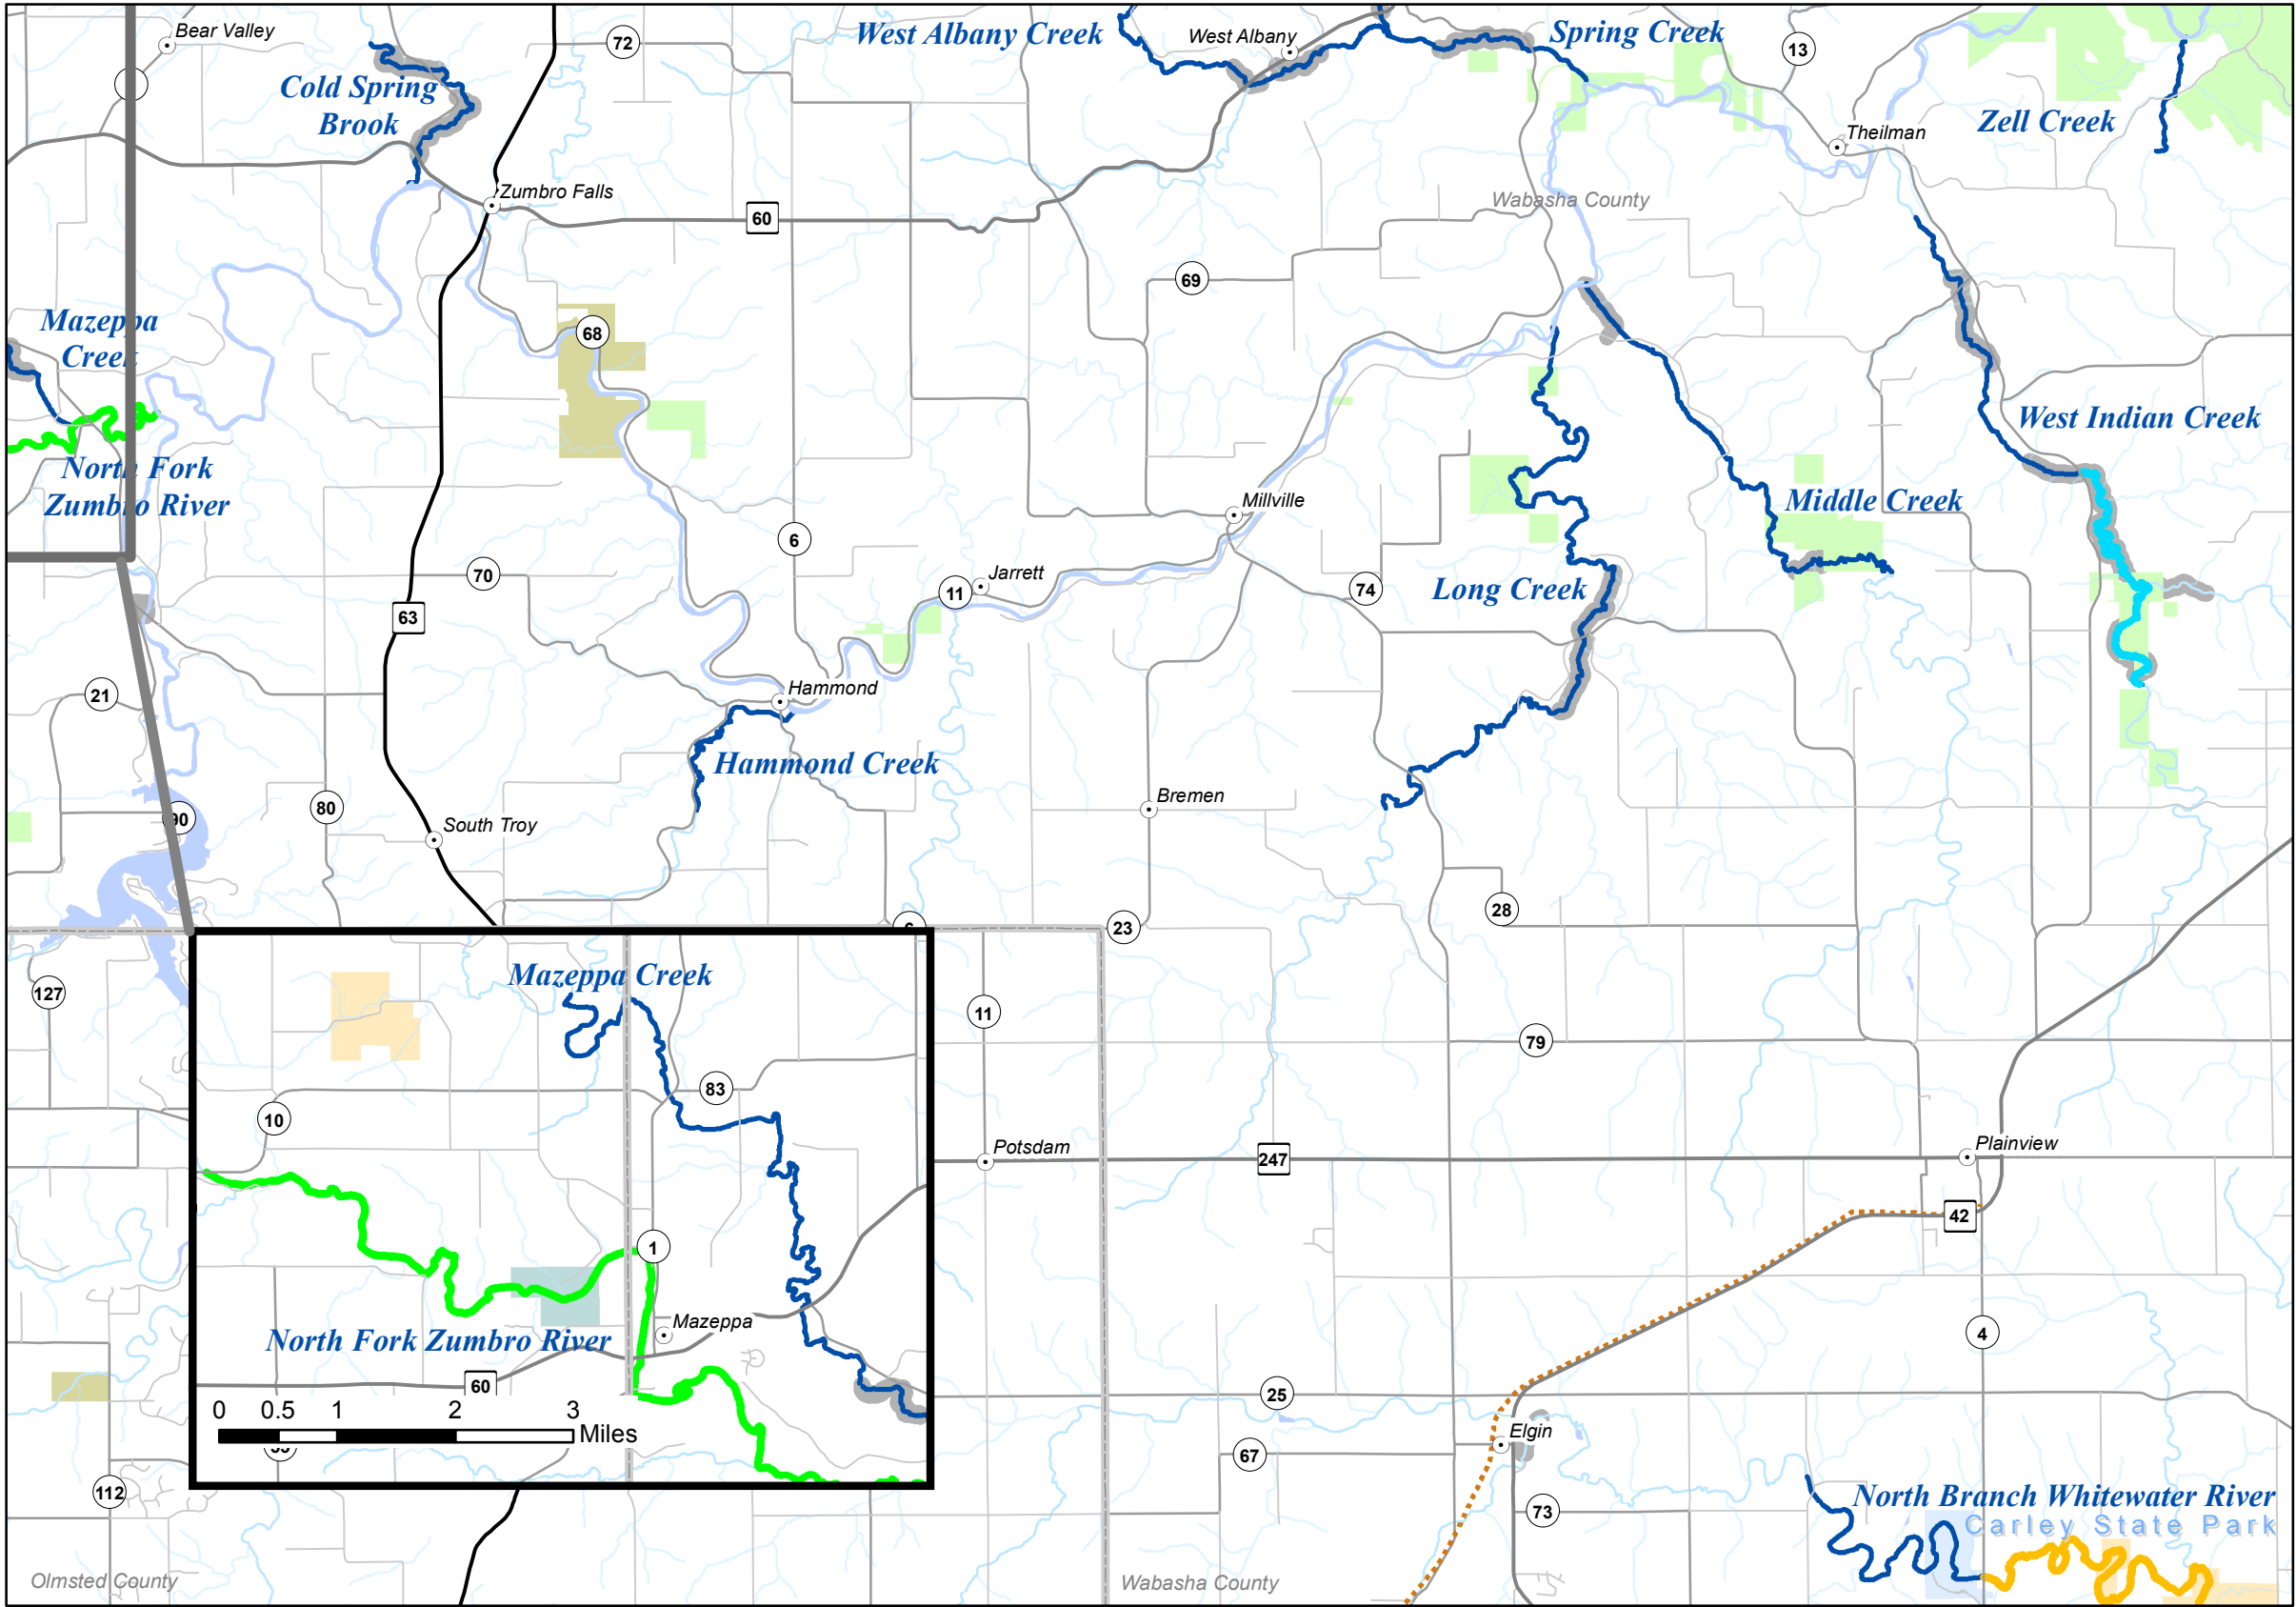 Bear Valley
72
West Albany Creek
West Albany
Spring Creek
13
Cold Spring
Brook
Zell Creek
Theilman
Zumbro Falls
60
Wabasha County
69
Mazeppa
Creek
68
West Indian Creek
North Fork
Zumbro River
Millville
Middle Creek
6
70
Jarrett
11
74
Long Creek
63
21
Hammond
Hammond Creek
Bremen
80
90
South Troy
28
6
23
127
Mazeppa Creek
11
79
83
10
Potsdam
247
Plainview
42
1
Mazeppa
North Fork Zumbro River
4
60
25
0 0.5 1 2 3
Miles
Elgin
67
112
North Branch Whitewater River
73
Carley State Park
Olmsted County
Wabasha County